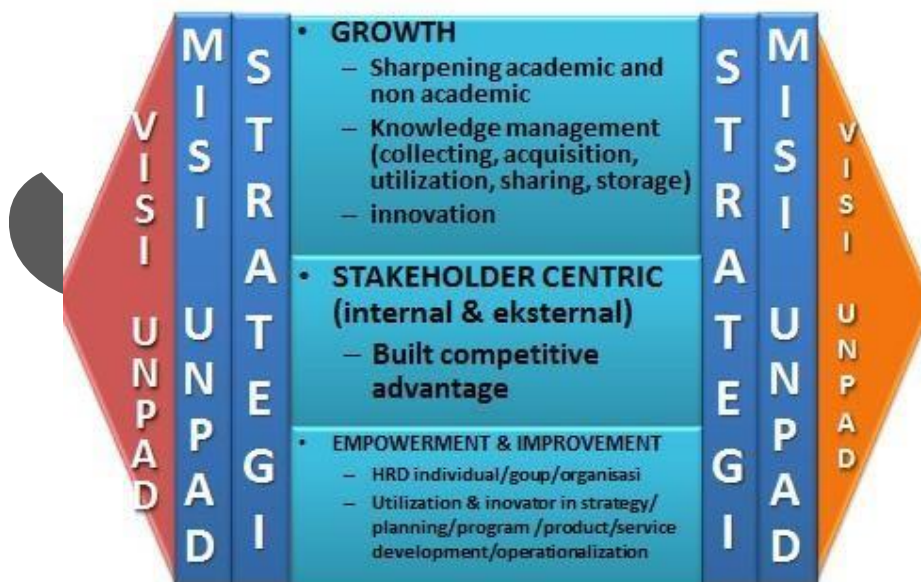 VISI UNPAD
MISI UNPAD
STRATEGI
• GROWTH
– Sharpening academic and
non academic
– Knowledge management
(collecting, acquisition,
utilization, sharing, storage)
– innovation
• STAKEHOLDER CENTRIC
(internal & eksternal)
– Built competitive
advantage
• EMPOWERMENT & IMPROVEMENT
– HRD individual/goup/organisasi
– Utilization & inovator in strategy/
planning/program /product/service
development/operationalization
STRATEGI
MISI UNPAD
VISI UNPAD